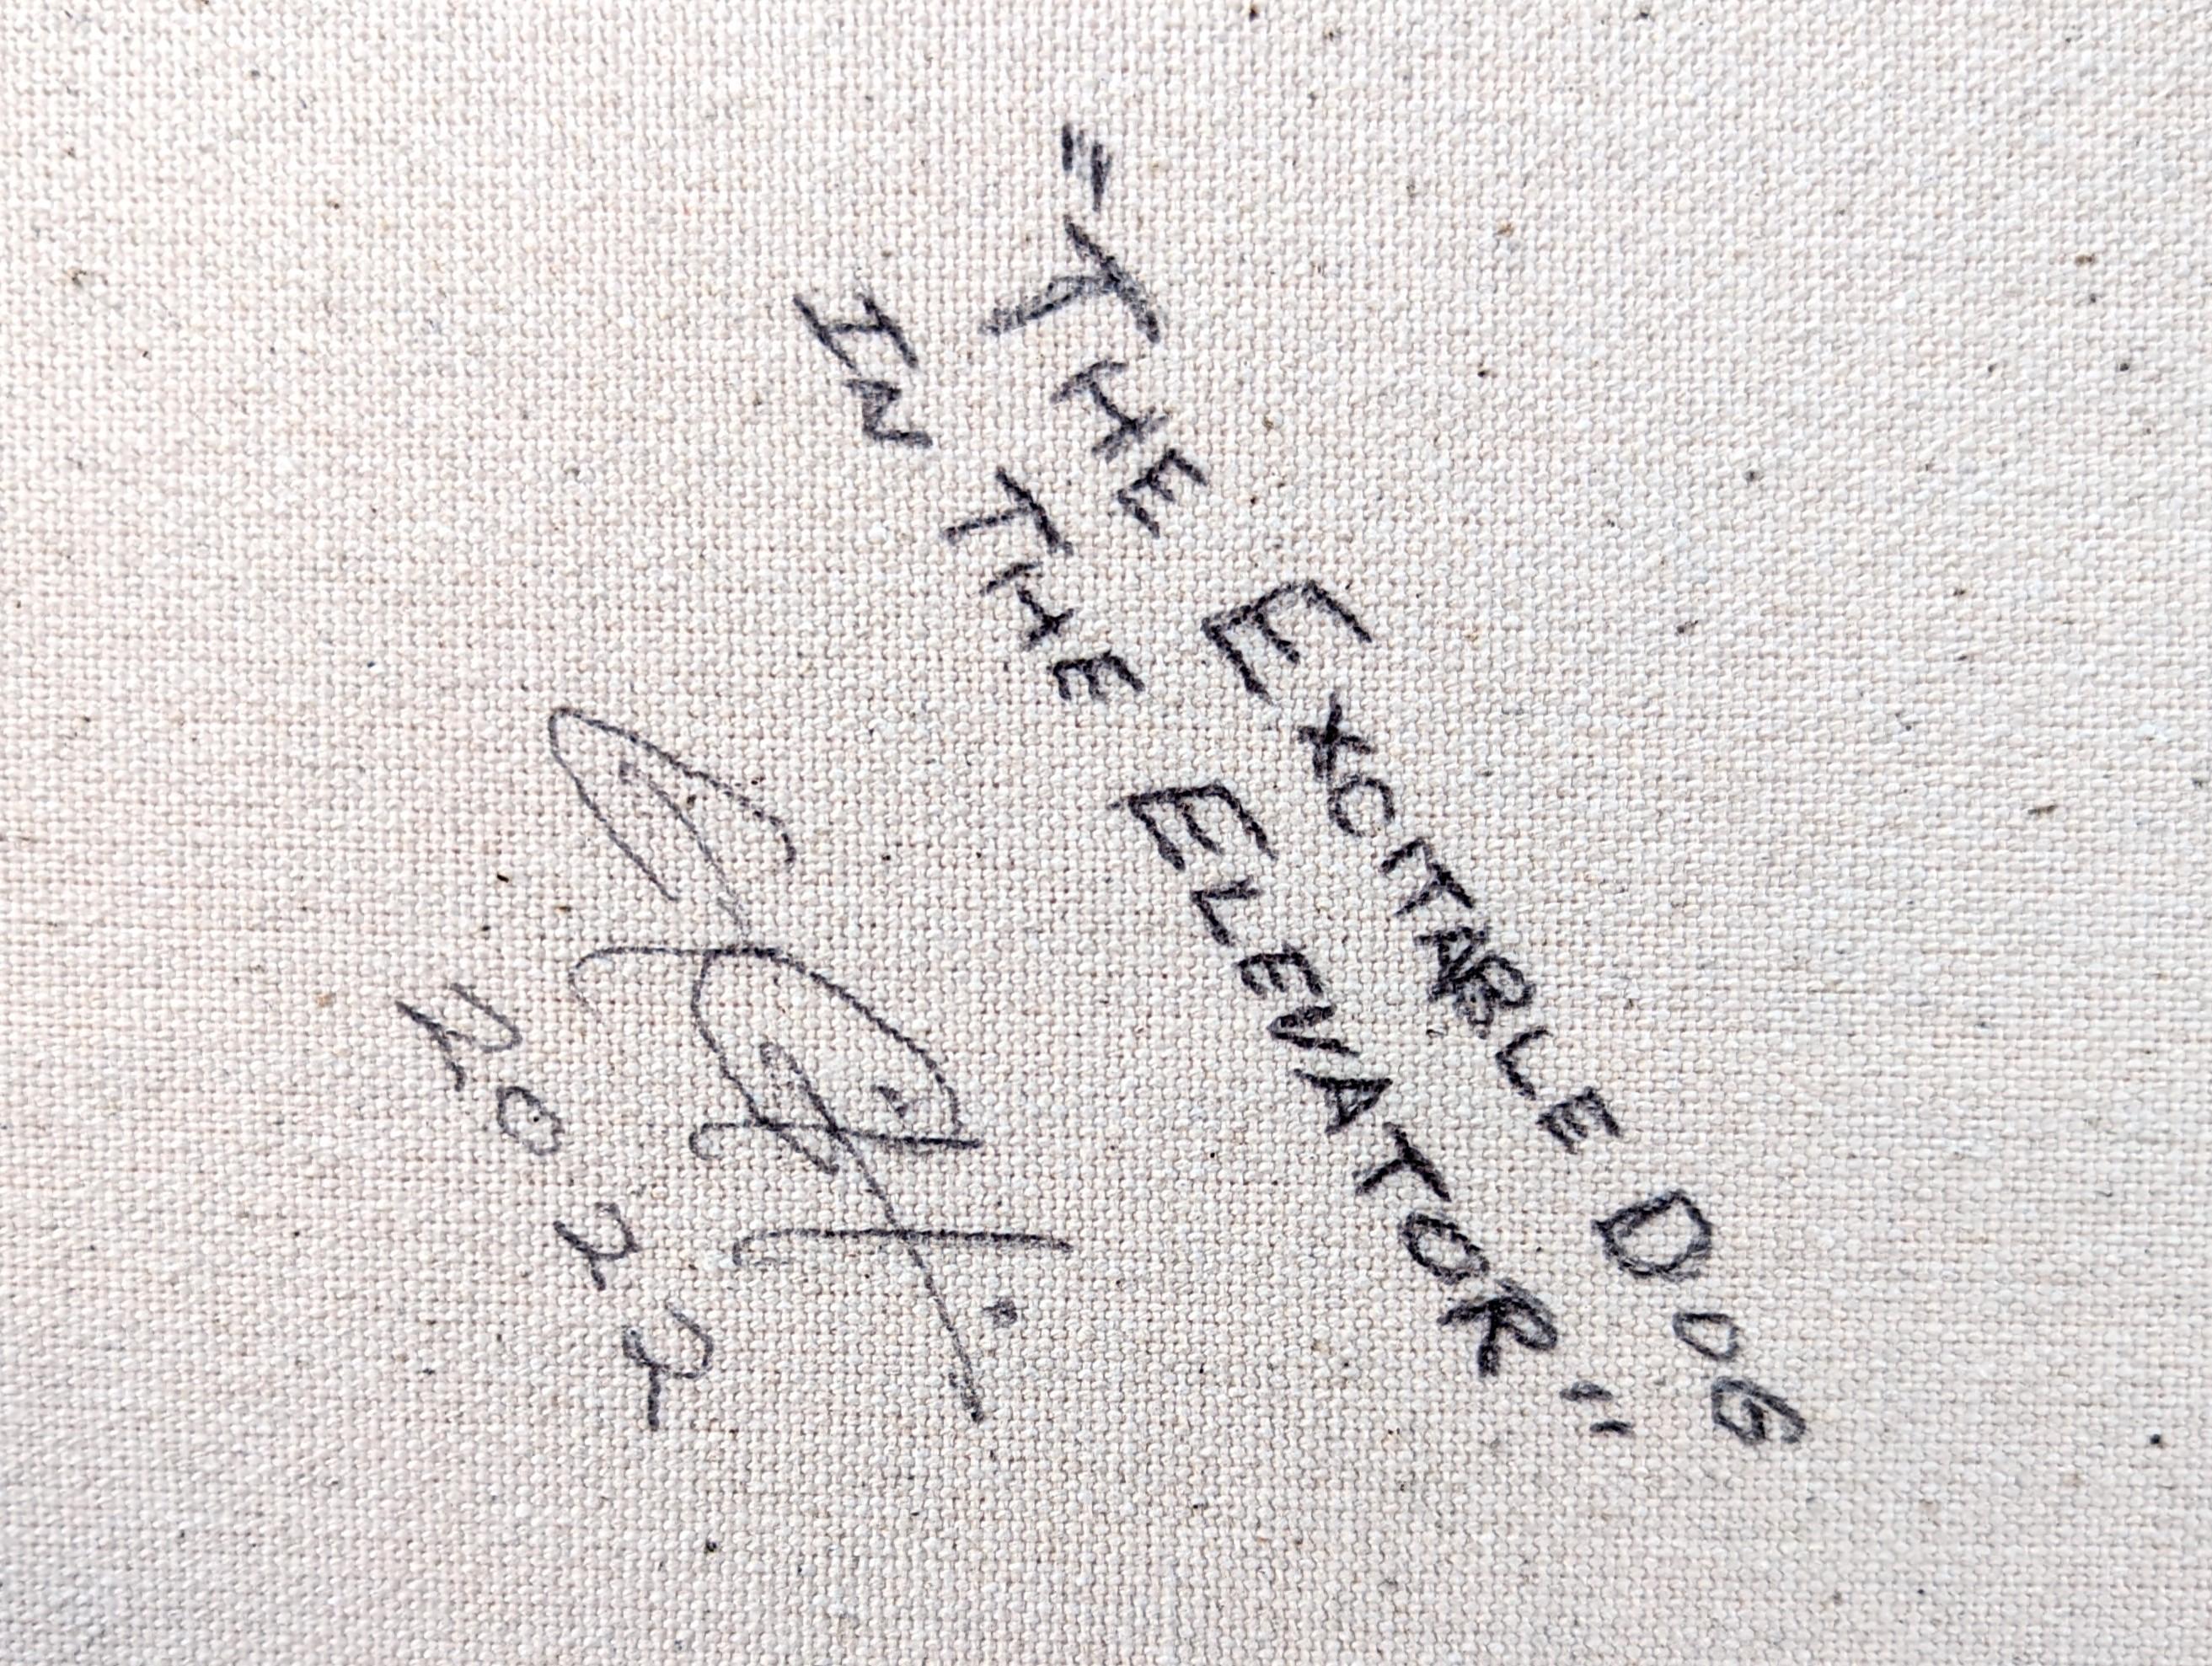 "THE EXCITABLE DOG
IN THE ELEVATOR"
2022